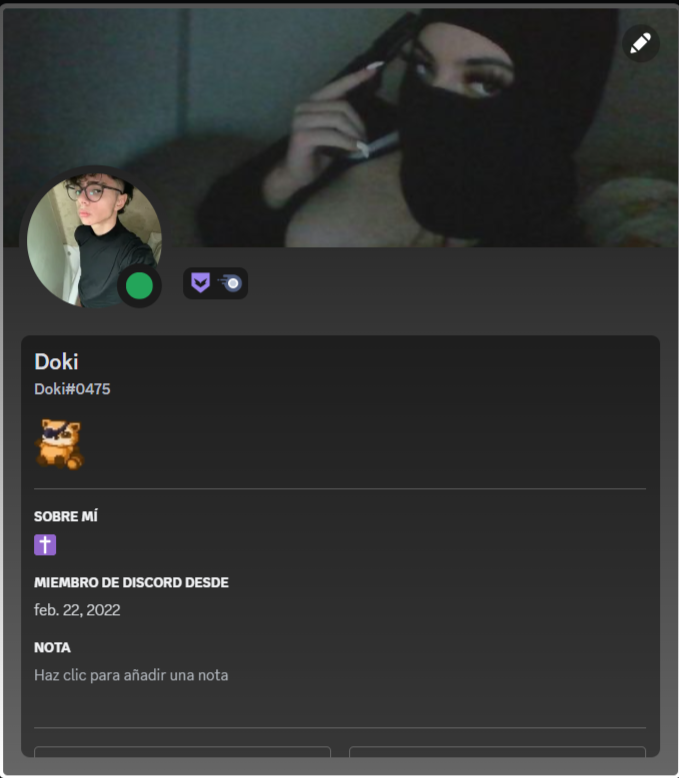 Doki
Doki#0475
SOBRE MÍ
MIEMBRO DE DISCORD DESDE
feb. 22, 2022
NOTA
Haz clic para añadir una nota